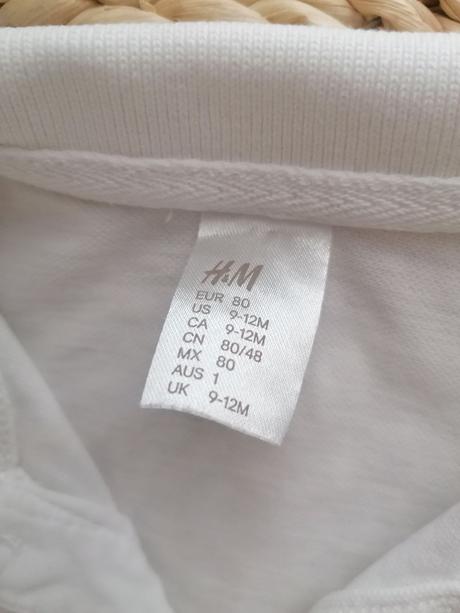 H&M
EUR 80
US 9-12M
CA 9-12M
CN 80/48
MX 80
AUS 1
UK 9-12M